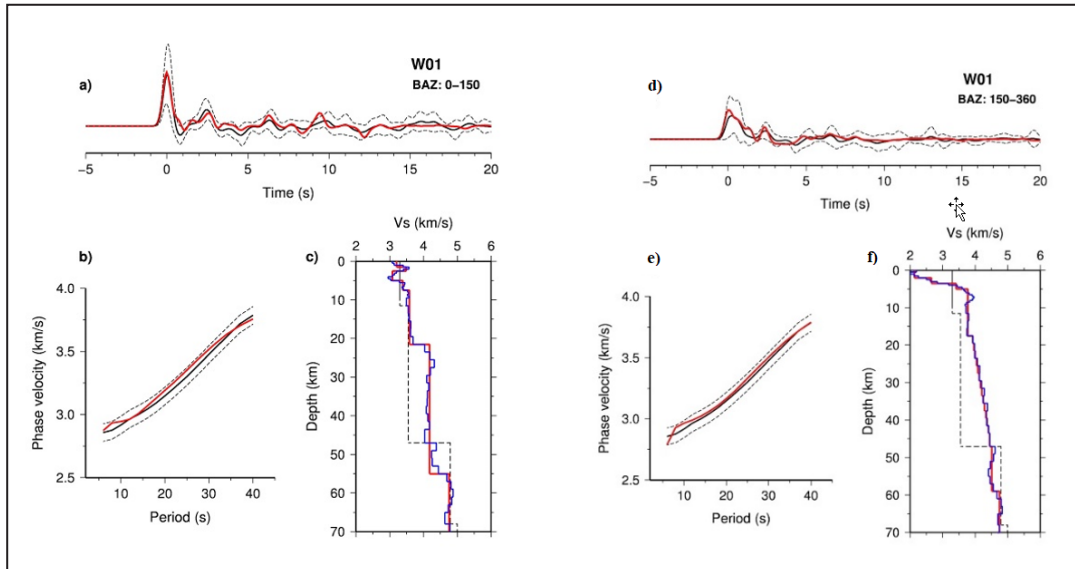 W01
a)
BAZ: 0–150
−5 0 5 10 15 20
Time (s)
d)
W01
BAZ: 150–360
−5 0 5 10 15 20
Time (s)
b)
4.0
3.5
3.0
2.5
Phase velocity (km/s)
10 20 30 40
Period (s)
c)
Vs (km/s)
2 3 4 5 6
0
10
20
30
40
50
60
70
Depth (km)
e)
4.0
3.5
3.0
2.5
Phase velocity (km/s)
10 20 30 40
Period (s)
f)
Vs (km/s)
2 3 4 5 6
0
10
20
30
40
50
60
70
Depth (km)